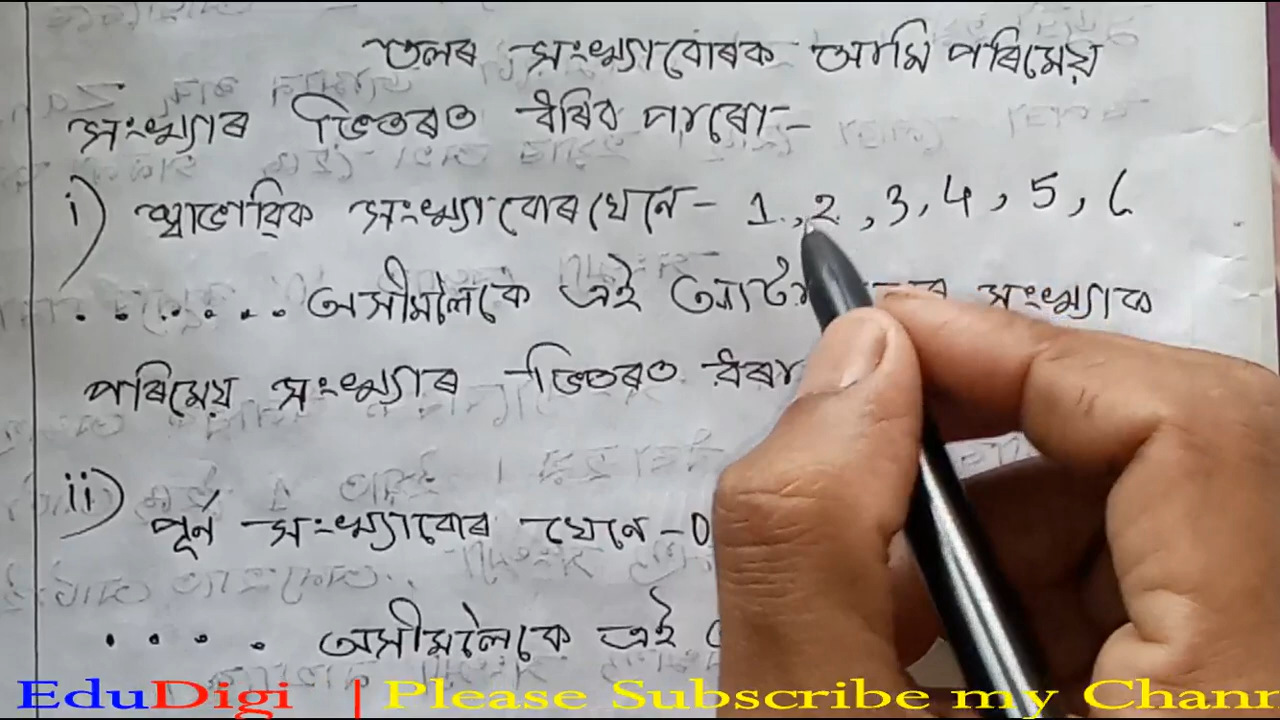 তলৰ সংখ্যাবোৰক আমি পৰিমেয়
সংখ্যাৰ ভিতৰত ধৰিব পাৰো:-
i) স্বাভাৱিক সংখ্যাবোৰ যেনে- 1, 2, 3, 4, 5, 6
....... অসীমলৈকে এই সংখ্যাক
পৰিমেয় সংখ্যাৰ ভিতৰত
ii) পূৰ্ণ সংখ্যাবোৰ যেনে - 0
.... অসীমলৈকে এই
EduDigi | Please Subscribe my Chann